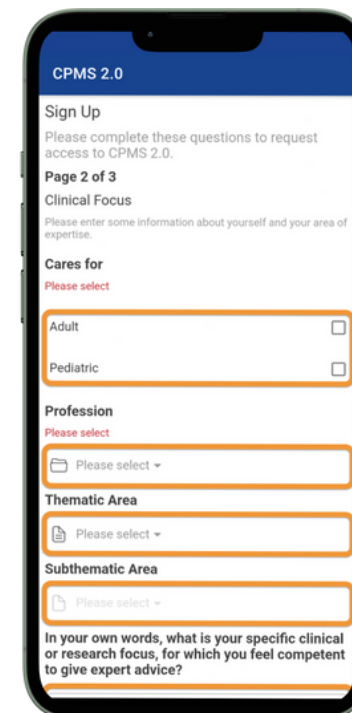 CPMS 2.0
Sign Up
Please complete these questions to request
access to CPMS 2.0.
Page 2 of 3
Clinical Focus
Please enter some information about yourself and your area of
expertise.
Cares for
Please select
Adult
Pediatric
Profession
Please select
Please select
Thematic Area
Please select
Subthematic Area
Please select
In your own words, what is your specific clinical
or research focus, for which you feel competent
to give expert advice?